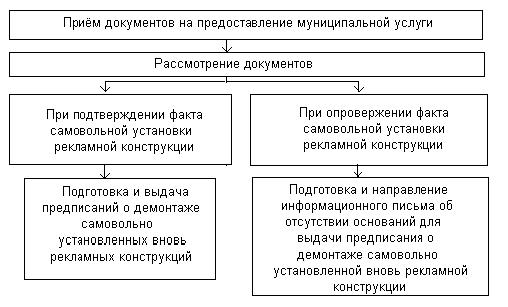 Приём документов на предоставление муниципальной услуги
Рассмотрение документов
При подтверждении факта
самовольной установки
рекламной конструкции
При опровержении факта
самовольной установки
рекламной конструкции
Подготовка и выдача
предписаний о демонтаже
самовольно
установленных вновь
рекламных конструкций
Подготовка и направление
информационного письма об
отсутствии оснований для
выдачи предписания о
демонтаже самовольно
установленной вновь рекламной
конструкции